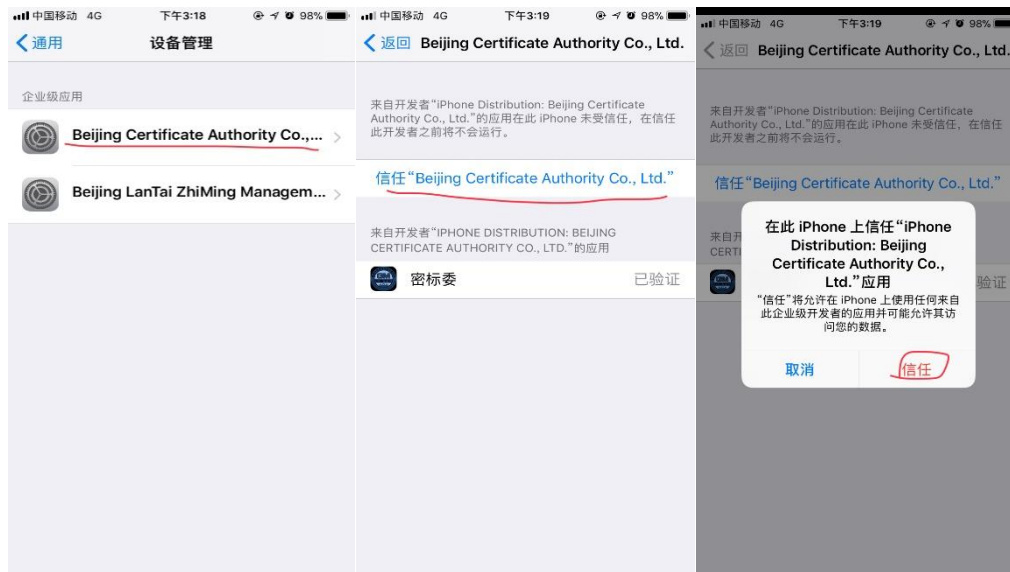 中国移动 4G 下午3:18 98%
通用 设备管理
企业级应用
Beijing Certificate Authority Co.,...
Beijing LanTai ZhiMing Managem...
中国移动 4G 下午3:19 98%
返回 Beijing Certificate Authority Co., Ltd.
来自开发者“iPhone Distribution: Beijing Certificate
Authority Co., Ltd.”的应用在此 iPhone 未受信任，在信任
此开发者之前将不会运行。
信任“Beijing Certificate Authority Co., Ltd.”
来自开发者“IPHONE DISTRIBUTION: BEIJING
CERTIFICATE AUTHORITY CO., LTD.”的应用
密标委 已验证
中国移动 4G 下午3:19 98%
返回 Beijing Certificate Authority Co., Ltd.
来自开发者“iPhone Distribution: Beijing Certificate
Authority Co., Ltd.”的应用在此 iPhone 未受信任，在信任
此开发者之前将不会运行。
信任“Beijing Certificate Authority Co., Ltd.”
来自开
CERTI
验证
在此 iPhone 上信任“iPhone
Distribution: Beijing
Certificate Authority Co.,
Ltd.”应用
“信任”将允许在 iPhone 上使用任何来自
此企业级开发者的应用并可能允许其访
问您的数据。
取消 信任